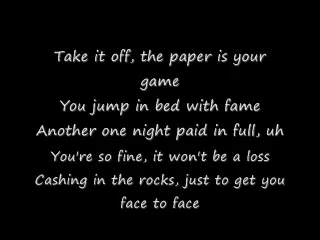 Take it off, the paper is your
game
You jump in bed with fame
Another one night paid in full, uh
You're so fine, it won't be a loss
Cashing in the rocks, just to get you
face to face